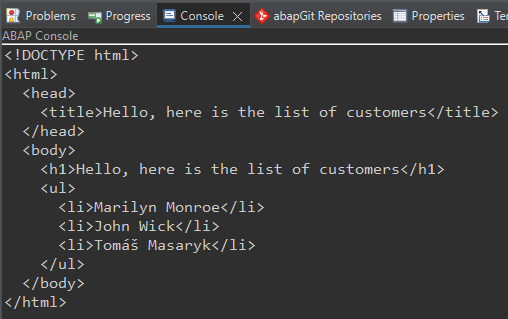 Problems Progress Console abapGit Repositories Properties
ABAP Console
<!DOCTYPE html>
<html>
  <head>
    <title>Hello, here is the list of customers</title>
  </head>
  <body>
    <h1>Hello, here is the list of customers</h1>
    <ul>
      <li>Marilyn Monroe</li>
      <li>John Wick</li>
      <li>Tomáš Masaryk</li>
    </ul>
  </body>
</html>